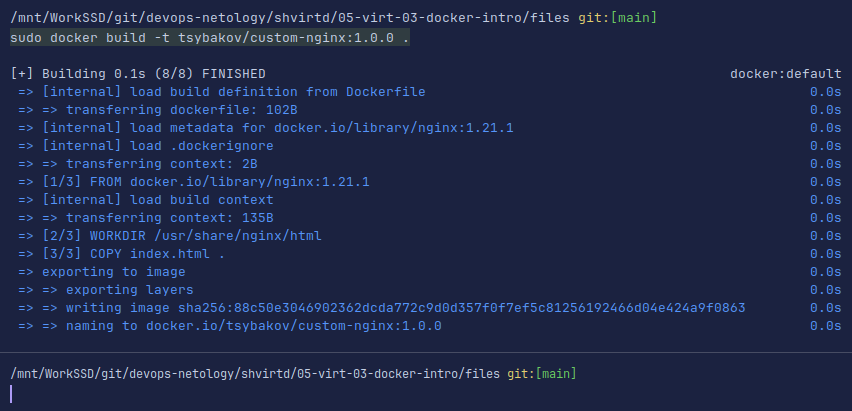 /mnt/WorkSSD/git/devops-netology/shvirtd/05-virt-03-docker-intro/files git:[main]
sudo docker build -t tsybakov/custom-nginx:1.0.0 .
[+] Building 0.1s (8/8) FINISHED docker:default
=> [internal] load build definition from Dockerfile 0.0s
=> => transferring dockerfile: 102B 0.0s
=> [internal] load metadata for docker.io/library/nginx:1.21.1 0.0s
=> [internal] load .dockerignore 0.0s
=> => transferring context: 2B 0.0s
=> [1/3] FROM docker.io/library/nginx:1.21.1 0.0s
=> [internal] load build context 0.0s
=> => transferring context: 135B 0.0s
=> [2/3] WORKDIR /usr/share/nginx/html 0.0s
=> [3/3] COPY index.html . 0.0s
=> exporting to image 0.0s
=> => exporting layers 0.0s
=> => writing image sha256:88c50e3046902362dcda772c9d0d357f0f7ef5c81256192466d04e424a9f0863 0.0s
=> => naming to docker.io/tsybakov/custom-nginx:1.0.0 0.0s
/mnt/WorkSSD/git/devops-netology/shvirtd/05-virt-03-docker-intro/files git:[main]